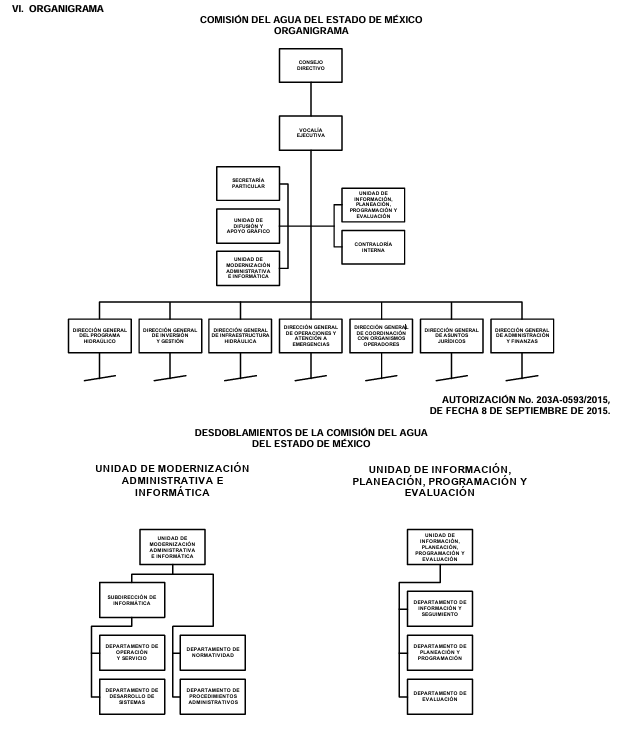 VI. ORGANIGRAMA
COMISIÓN DEL AGUA DEL ESTADO DE MÉXICO
ORGANIGRAMA
CONSEJO
DIRECTIVO
VOCALÍA
EJECUTIVA
SECRETARÍA
PARTICULAR
UNIDAD DE
DIFUSIÓN Y
APOYO GRÁFICO
UNIDAD DE
MODERNIZACIÓN
ADMINISTRATIVA
E INFORMÁTICA
UNIDAD DE
INFORMACIÓN,
PLANEACIÓN,
PROGRAMACIÓN Y
EVALUACIÓN
CONTRALORÍA
INTERNA
DIRECCIÓN GENERAL
DEL PROGRAMA
HIDRAÚLICO
DIRECCIÓN GENERAL
DE INVERSIÓN
Y GESTIÓN
DIRECCIÓN GENERAL
DE INFRAESTRUCTURA
HIDRÁULICA
DIRECCIÓN GENERAL
DE OPERACIONES Y
ATENCIÓN A
EMERGENCIAS
DIRECCIÓN GENERAL
DE COORDINACIÓN
CON ORGANISMOS
OPERADORES
DIRECCIÓN GENERAL
DE ASUNTOS
JURÍDICOS
DIRECCIÓN GENERAL
DE ADMINISTRACIÓN
Y FINANZAS
AUTORIZACIÓN No. 203A-0593/2015,
DE FECHA 8 DE SEPTIEMBRE DE 2015.
DESDOBLAMIENTOS DE LA COMISIÓN DEL AGUA
DEL ESTADO DE MÉXICO
UNIDAD DE MODERNIZACIÓN
ADMINISTRATIVA E
INFORMÁTICA
UNIDAD DE
MODERNIZACIÓN
ADMINISTRATIVA
E INFORMÁTICA
SUBDIRECCIÓN DE
INFORMÁTICA
DEPARTAMENTO DE
OPERACIÓN
Y SERVICIO
DEPARTAMENTO DE
NORMATIVIDAD
DEPARTAMENTO DE
DESARROLLO DE
SISTEMAS
DEPARTAMENTO DE
PROCEDIMIENTOS
ADMINISTRATIVOS
UNIDAD DE INFORMACIÓN,
PLANEACIÓN, PROGRAMACIÓN Y
EVALUACIÓN
UNIDAD DE
INFORMACIÓN,
PLANEACIÓN,
PROGRAMACIÓN Y
EVALUACIÓN
DEPARTAMENTO DE
INFORMACIÓN Y
SEGUIMIENTO
DEPARTAMENTO DE
PLANEACIÓN Y
PROGRAMACIÓN
DEPARTAMENTO DE
EVALUACIÓN